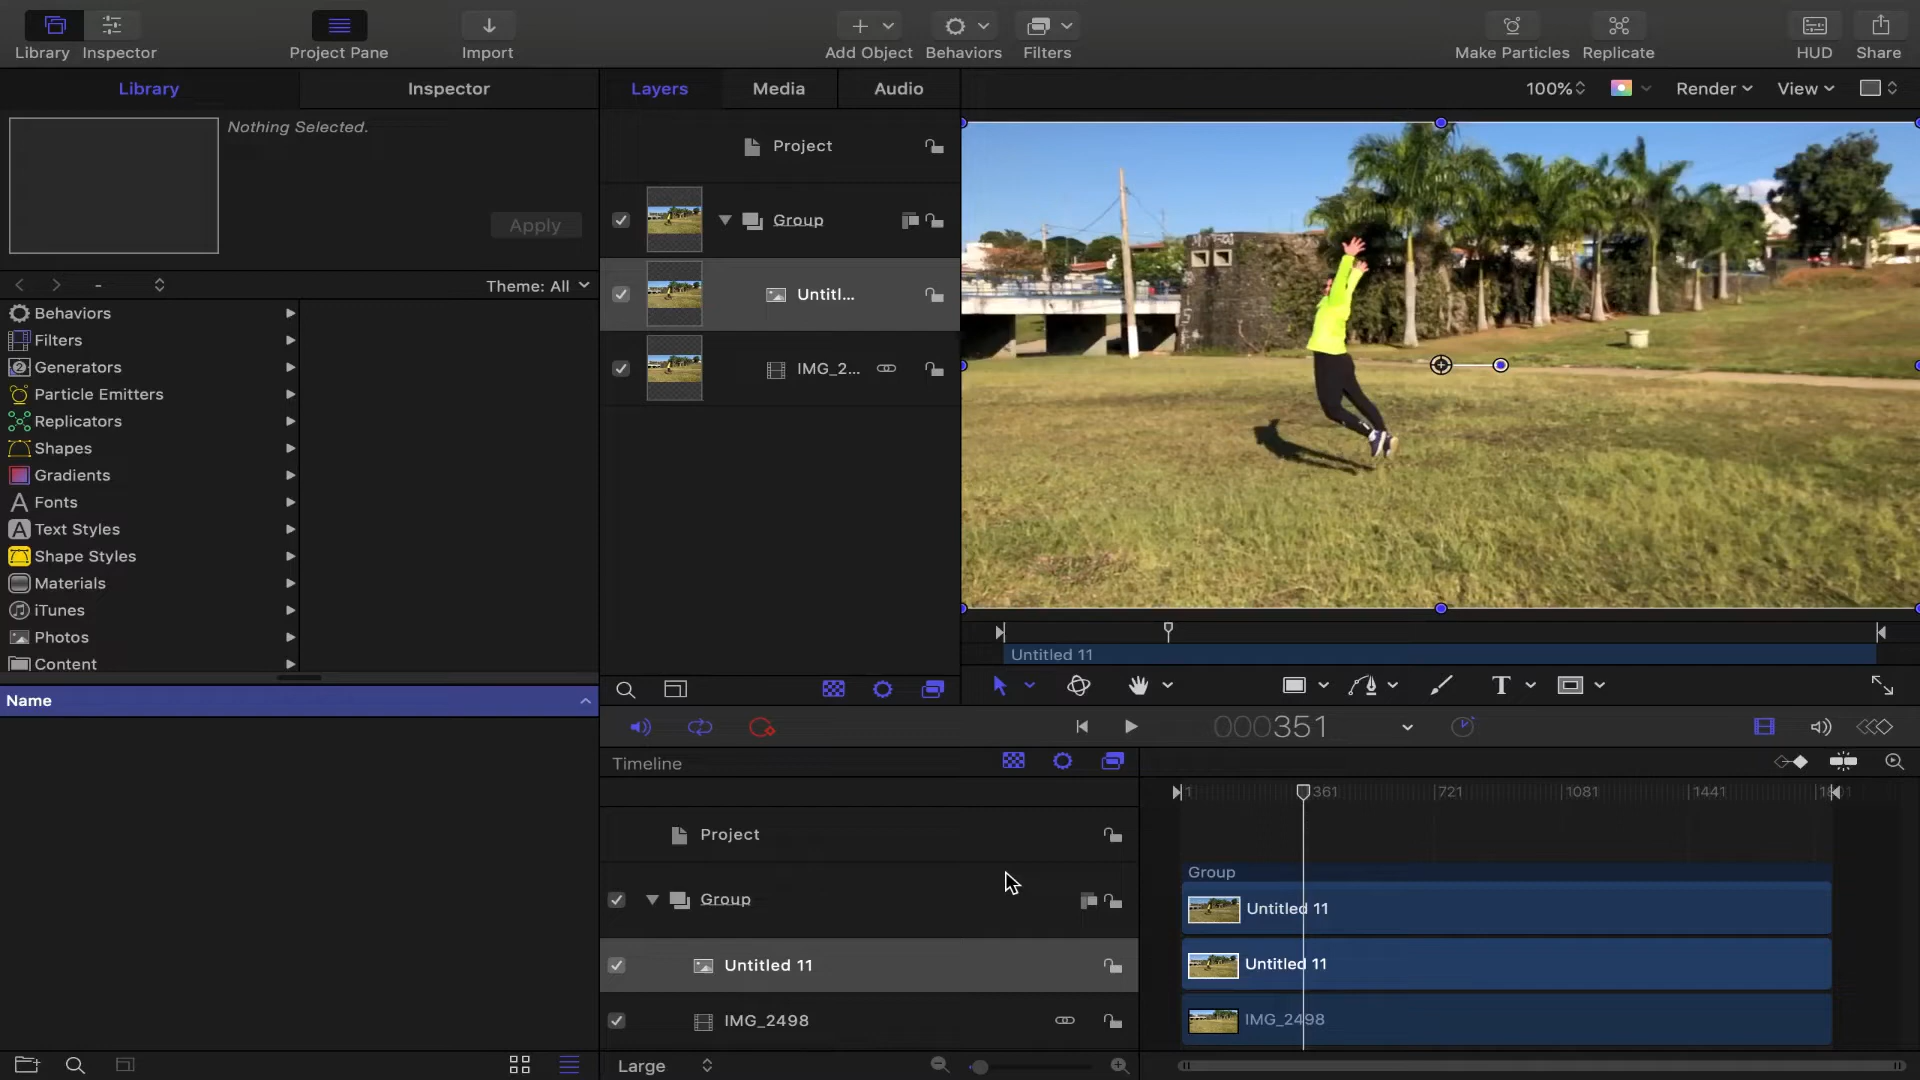 Library
Inspector
Project Pane
Import
Add Object
Behaviors
Filters
Make Particles
Replicate
HUD
Share
Library
Inspector
Layers
Media
Audio
100%
Render
View
Nothing Selected.
Apply
Project
Group
Untitl...
IMG_2...
-
Theme: All
Behaviors
Filters
Generators
Particle Emitters
Replicators
Shapes
Gradients
Fonts
Text Styles
Shape Styles
Materials
iTunes
Photos
Content
Name
Untitled 11
000351
Timeline
1
361
721
1081
1441
Project
Group
Group
Untitled 11
Untitled 11
Untitled 11
IMG_2498
IMG_2498
Large